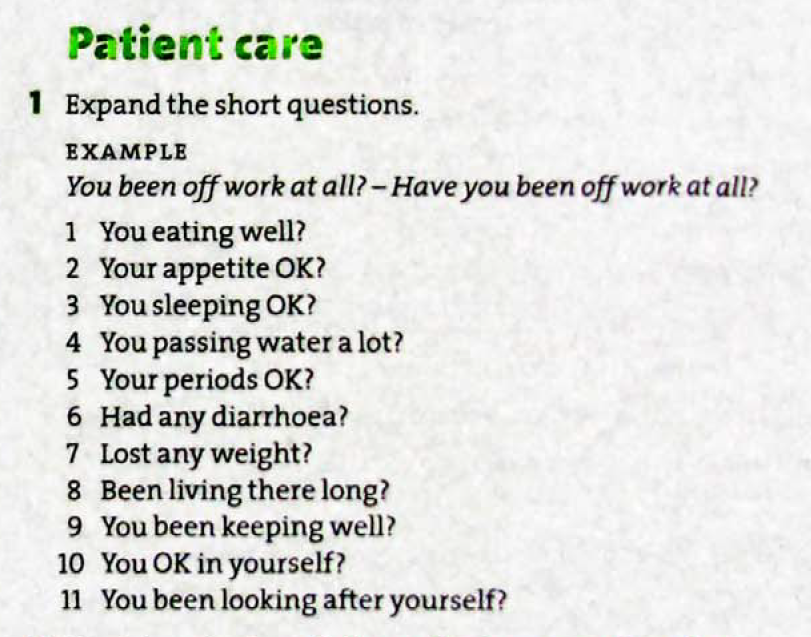 Patient care
1 Expand the short questions.
EXAMPLE
You been off work at all? – Have you been off work at all?
1 You eating well?
2 Your appetite OK?
3 You sleeping OK?
4 You passing water a lot?
5 Your periods OK?
6 Had any diarrhoea?
7 Lost any weight?
8 Been living there long?
9 You been keeping well?
10 You OK in yourself?
11 You been looking after yourself?